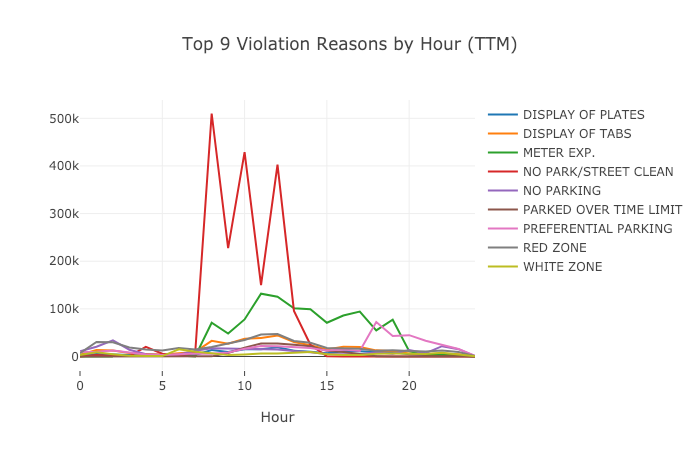 Top 9 Violation Reasons by Hour (TTM)
500k
400k
300k
200k
100k
0
0
5
10
15
20
Hour
DISPLAY OF PLATES
DISPLAY OF TABS
METER EXP.
NO PARK/STREET CLEAN
NO PARKING
PARKED OVER TIME LIMIT
PREFERENTIAL PARKING
RED ZONE
WHITE ZONE